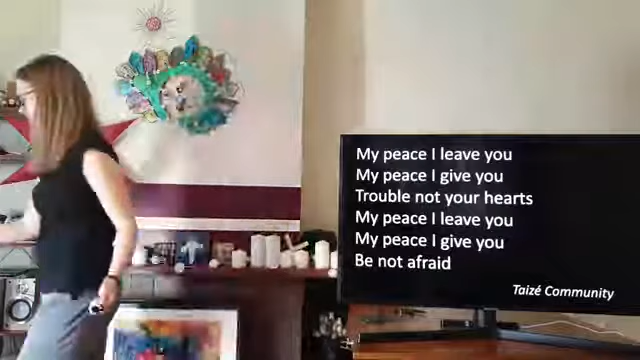 My peace I leave you
My peace I give you
Trouble not your hearts
My peace I leave you
My peace I give you
Be not afraid
Taizé Community